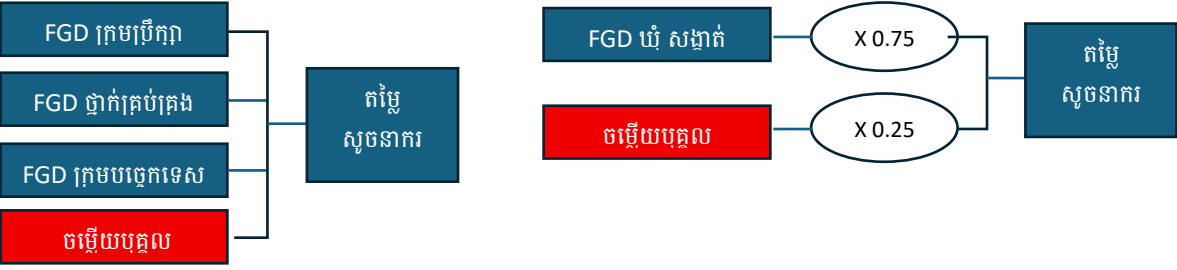 FGD ក្រុមប្រឹក្សា
FGD ថ្នាក់គ្រប់គ្រង
FGD ក្រុមបច្ចេកទេស
ចម្លើយបុគ្គល
តម្លៃ
សូចនាករ
FGD ឃុំ សង្កាត់
X 0.75
ចម្លើយបុគ្គល
X 0.25
តម្លៃ
សូចនាករ